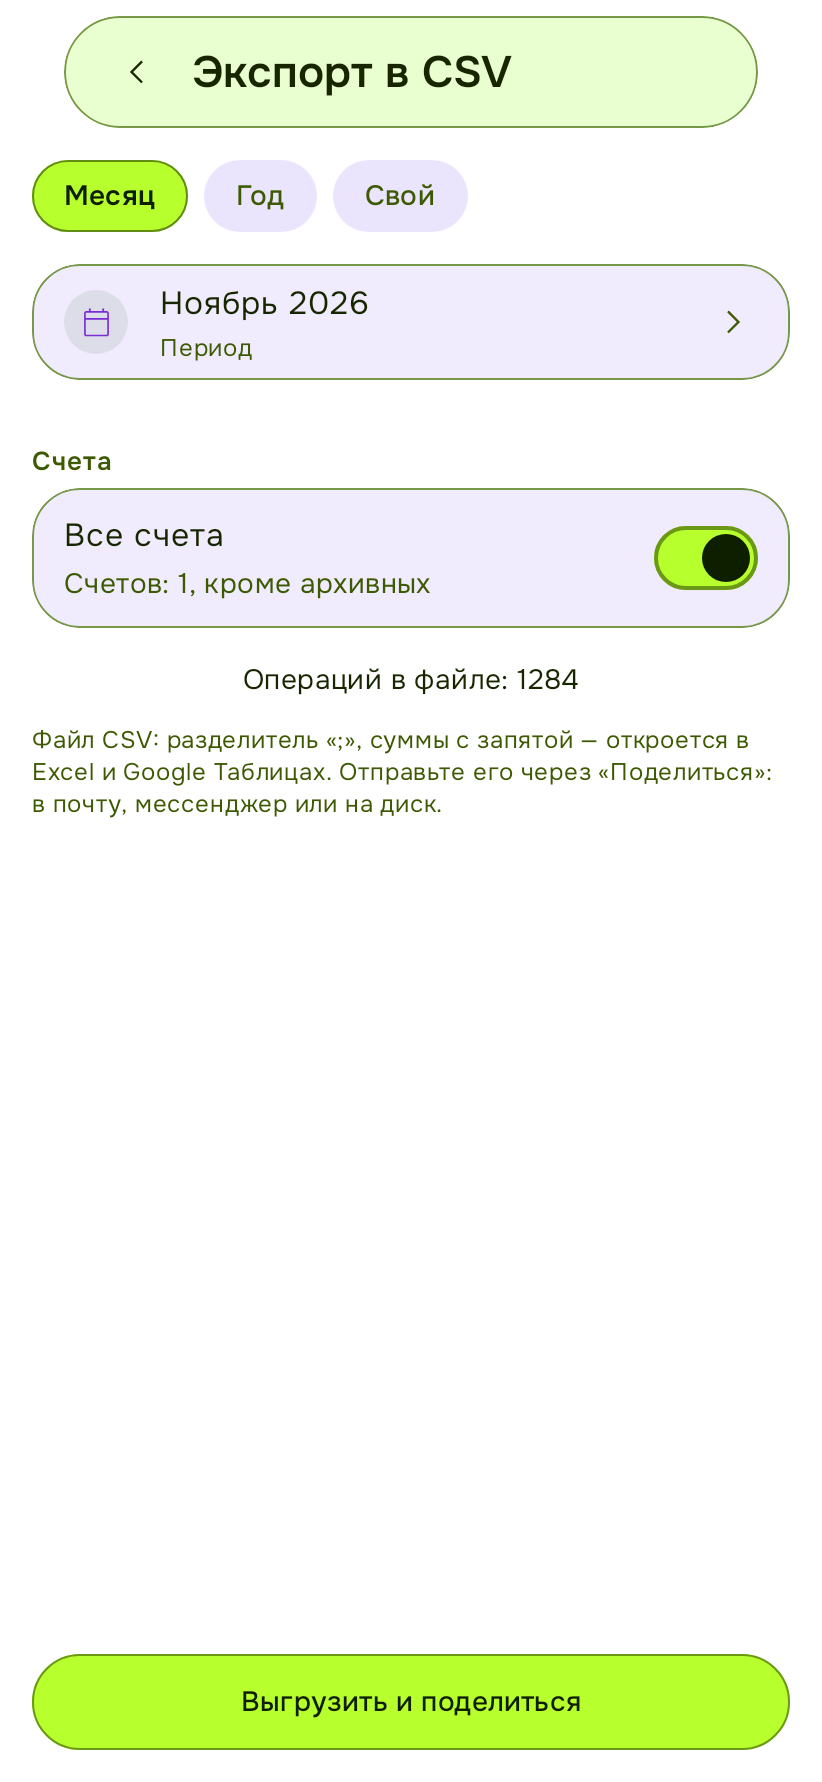 Экспорт в CSV
Месяц
Год
Свой
Ноябрь 2026
Период
Счета
Все счета
Счетов: 1, кроме архивных
Операций в файле: 1284
Файл CSV: разделитель «;», суммы с запятой — откроется в
Excel и Google Таблицах. Отправьте его через «Поделиться»:
в почту, мессенджер или на диск.
Выгрузить и поделиться